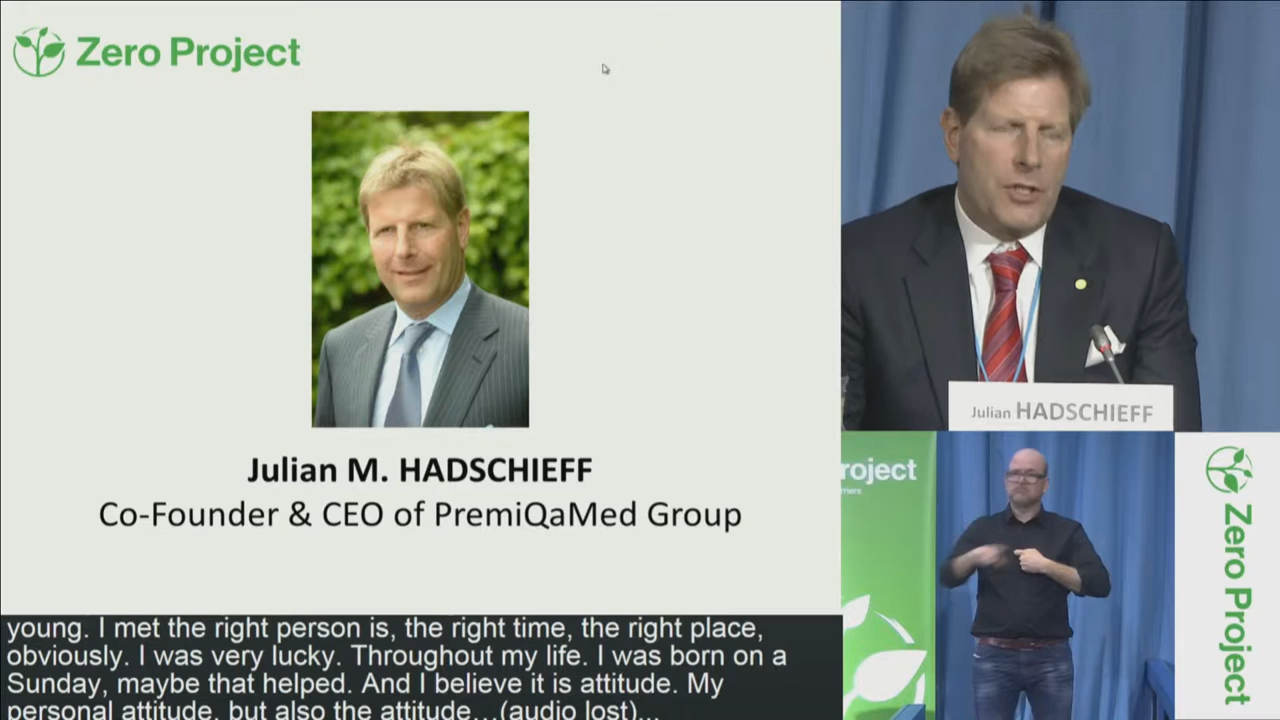 Zero Project
Julian M. HADSCHIEFF
Co-Founder & CEO of PremiQaMed Group
young. I met the right person is, the right time, the right place,
obviously. I was very lucky. Throughout my life. I was born on a
Sunday, maybe that helped. And I believe it is attitude. My
personal attitude, but also the attitude...(audio lost)...
Julian HADSCHIEFF
roject
rriers
Zero Project